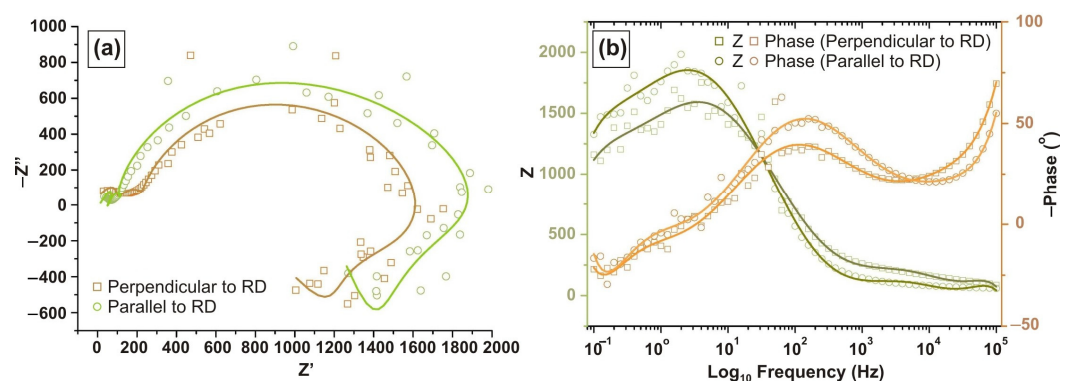 (a)
1000
800
600
400
200
0
−200
−400
−600
−Z”
0 200 400 600 800 1000 1200 1400 1600 1800 2000
Z’
Perpendicular to RD
Parallel to RD
(b)
Z Phase (Perpendicular to RD)
Z Phase (Parallel to RD)
2000
1500
1000
500
0
Z
100
50
0
−50
−Phase (°)
10⁻¹ 10⁰ 10¹ 10² 10³ 10⁴ 10⁵
Log₁₀ Frequency (Hz)